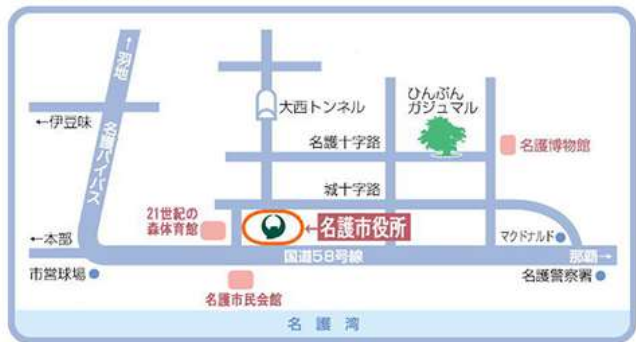 ↑羽地
←伊豆味
名護バイパス
大西トンネル
ひんぷん
ガジュマル
名護十字路
名護博物館
城十字路
21世紀の
森体育館
←名護市役所
マクドナルド
←本部
国道58号線
那覇→
市営球場
名護市民会館
名護警察署
名護湾